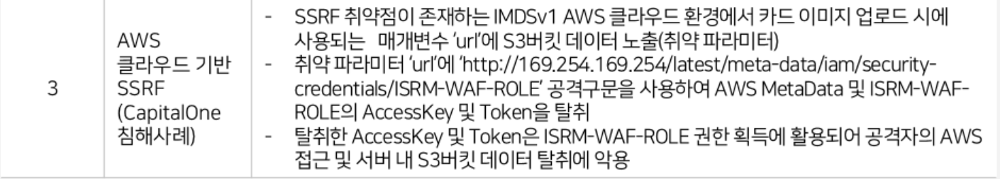 3
AWS
클라우드 기반
SSRF
(CapitalOne
침해사례)
- SSRF 취약점이 존재하는 IMDSv1 AWS 클라우드 환경에서 카드 이미지 업로드 시에
사용되는 매개변수 ‘url’에 S3버킷 데이터 노출(취약 파라미터)
- 취약 파라미터 ‘url’에 ‘http://169.254.169.254/latest/meta-data/iam/security-
credentials/ISRM-WAF-ROLE’ 공격구문을 사용하여 AWS MetaData 및 ISRM-WAF-
ROLE의 AccessKey 및 Token을 탈취
- 탈취한 AccessKey 및 Token은 ISRM-WAF-ROLE 권한 획득에 활용되어 공격자의 AWS
접근 및 서버 내 S3버킷 데이터 탈취에 악용